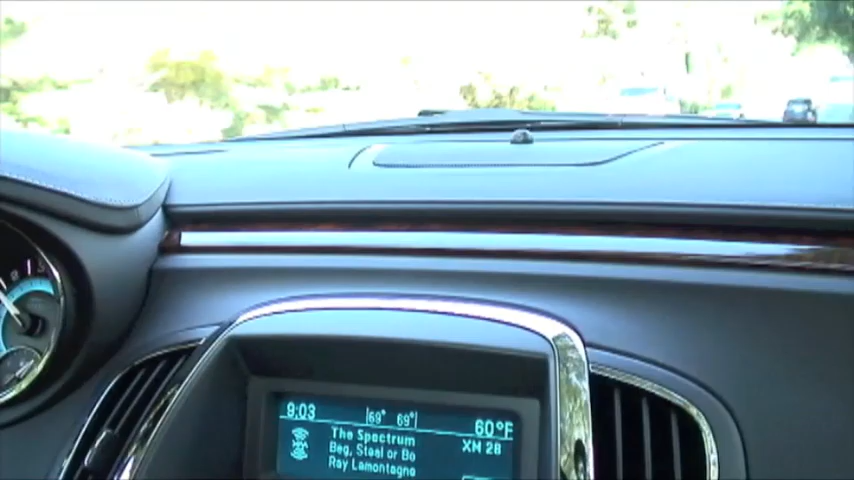 9:03 69° 69° 60°F
The Spectrum XM 28
Beg, Steal or Bo
Ray Lamontagne